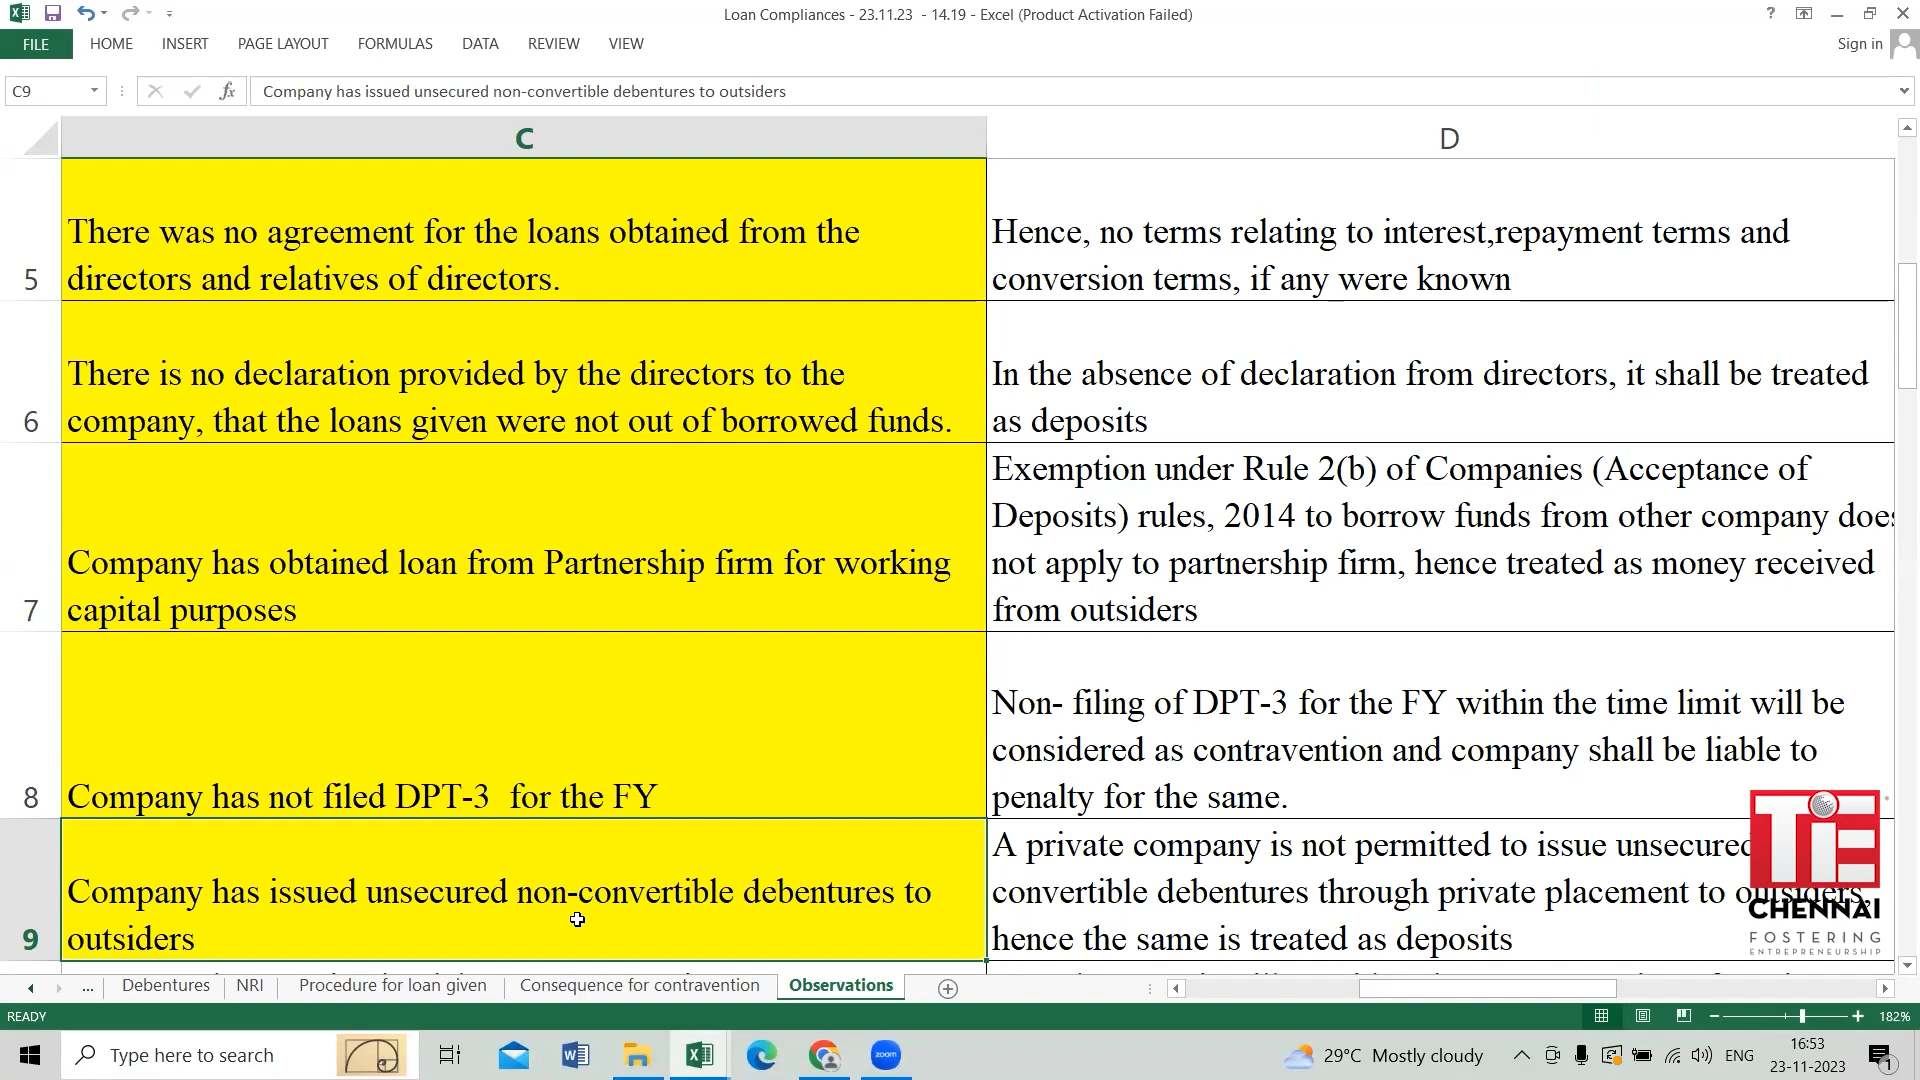 Loan Compliances - 23.11.23 - 14.19 - Excel (Product Activation Failed)
FILE HOME INSERT PAGE LAYOUT FORMULAS DATA REVIEW VIEW Sign in
C9 fx Company has issued unsecured non-convertible debentures to outsiders
C D
There was no agreement for the loans obtained from the
5 directors and relatives of directors.
Hence, no terms relating to interest,repayment terms and
conversion terms, if any were known
There is no declaration provided by the directors to the
6 company, that the loans given were not out of borrowed funds.
In the absence of declaration from directors, it shall be treated
as deposits
Company has obtained loan from Partnership firm for working
7 capital purposes
Exemption under Rule 2(b) of Companies (Acceptance of
Deposits) rules, 2014 to borrow funds from other company does
not apply to partnership firm, hence treated as money received
from outsiders
8 Company has not filed DPT-3 for the FY
Non- filing of DPT-3 for the FY within the time limit will be
considered as contravention and company shall be liable to
penalty for the same.
Company has issued unsecured non-convertible debentures to
9 outsiders
A private company is not permitted to issue unsecured
convertible debentures through private placement to outsiders,
hence the same is treated as deposits
TiE
CHENNAI
FOSTERING
ENTREPRENEURSHIP
... Debentures NRI Procedure for loan given Consequence for contravention Observations
READY 182%
Type here to search zoom 29°C Mostly cloudy ENG 16:53
23-11-2023 1